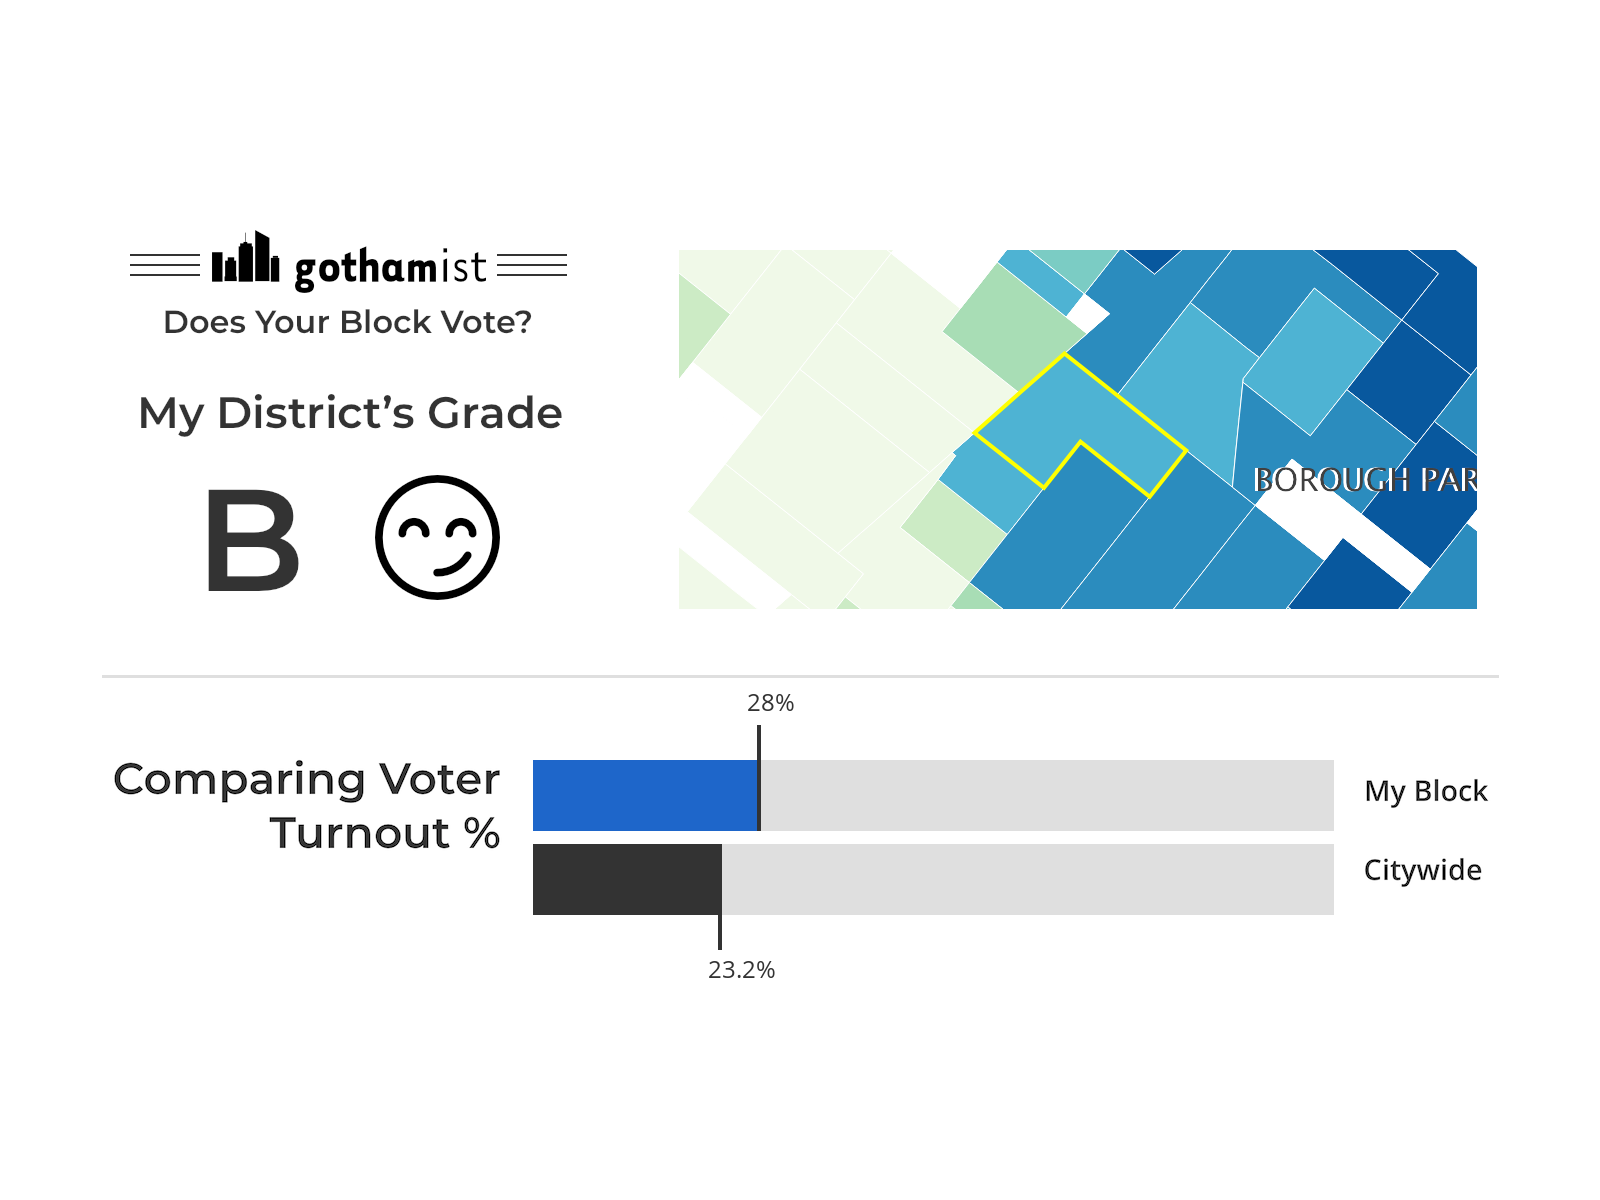 gothamist
Does Your Block Vote?
My District’s Grade
B
BOROUGH PAR
28%
Comparing Voter
Turnout %
My Block
Citywide
23.2%